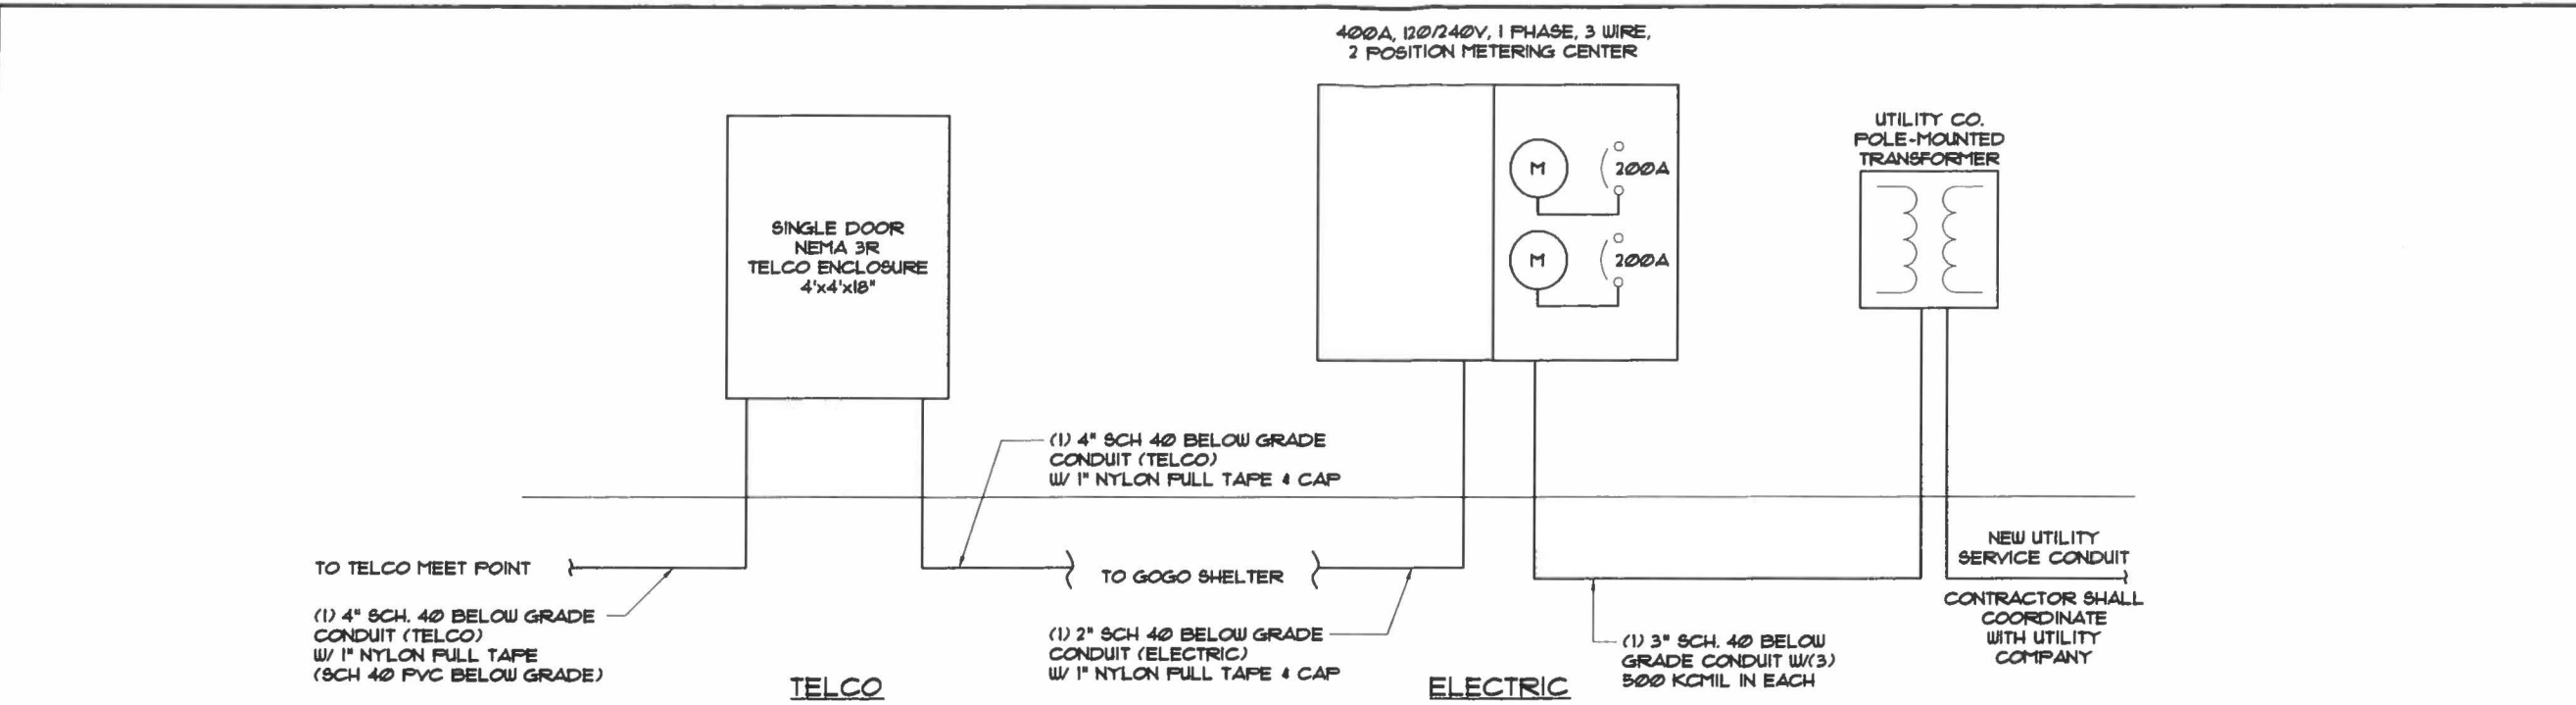 400A, 120/240V, 1 PHASE, 3 WIRE,
2 POSITION METERING CENTER
UTILITY CO.
POLE-MOUNTED
TRANSFORMER
SINGLE DOOR
NEMA 3R
TELCO ENCLOSURE
4'x4'x18"
M
200A
M
200A
(1) 4" SCH 40 BELOW GRADE
CONDUIT (TELCO)
W/ 1" NYLON PULL TAPE & CAP
TO TELCO MEET POINT
(1) 4" SCH. 40 BELOW GRADE
CONDUIT (TELCO)
W/ 1" NYLON PULL TAPE
(SCH 40 PVC BELOW GRADE)
TO GOGO SHELTER
(1) 2" SCH 40 BELOW GRADE
CONDUIT (ELECTRIC)
W/ 1" NYLON PULL TAPE & CAP
(1) 3" SCH. 40 BELOW
GRADE CONDUIT W/(3)
500 KCMIL IN EACH
NEW UTILITY
SERVICE CONDUIT
CONTRACTOR SHALL
COORDINATE
WITH UTILITY
COMPANY
TELCO
ELECTRIC